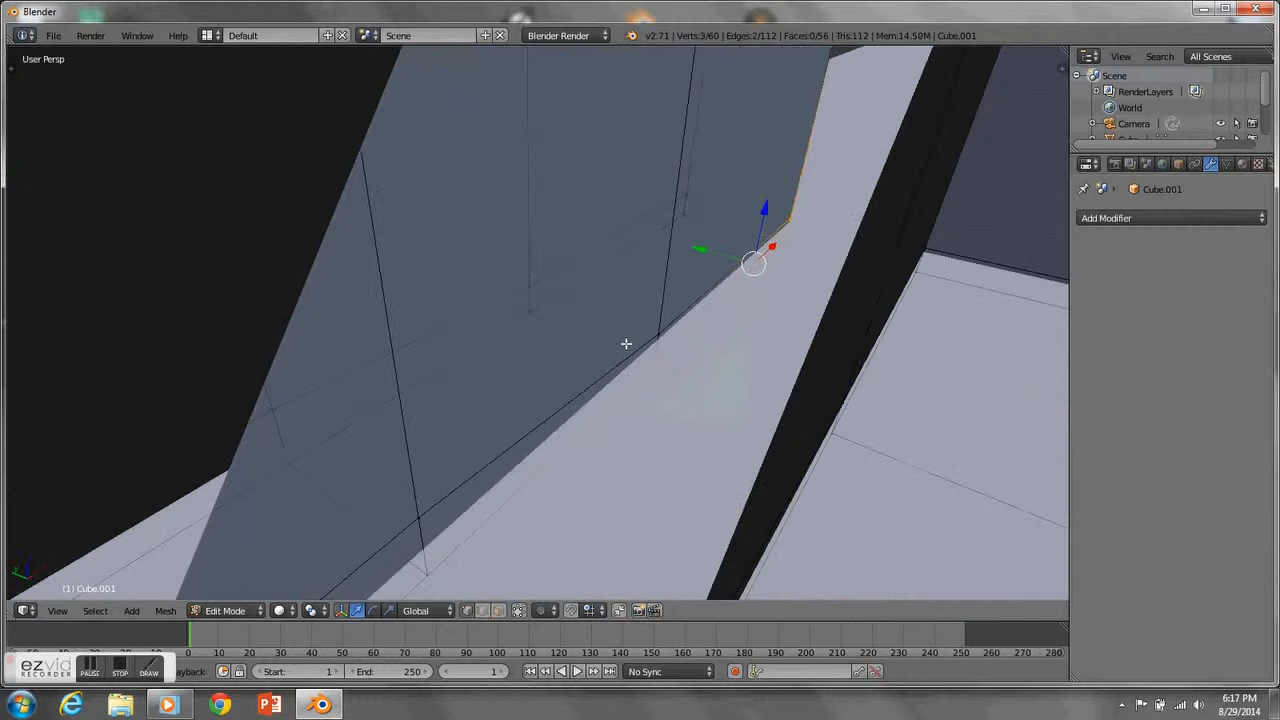 Blender
File Render Window Help Default Scene Blender Render v2.71 | Verts:3/60 | Edges:2/112 | Faces:0/56 | Tris:112 | Mem:14.50M | Cube.001
User Persp
View Search All Scenes
Scene
RenderLayers
World
Camera
Cube.001
Add Modifier
(1) Cube.001
View Select Add Mesh Edit Mode Global
0 10 20 30 40 50 60 70 80 90 100 110 120 130 140 150 160 170 180 190 200 210 220 230 240 250 260 270 280
ezvid
RECORDER
PAUSE STOP DRAW
Start: 1 End: 250 1 No Sync
6:17 PM
8/29/2014